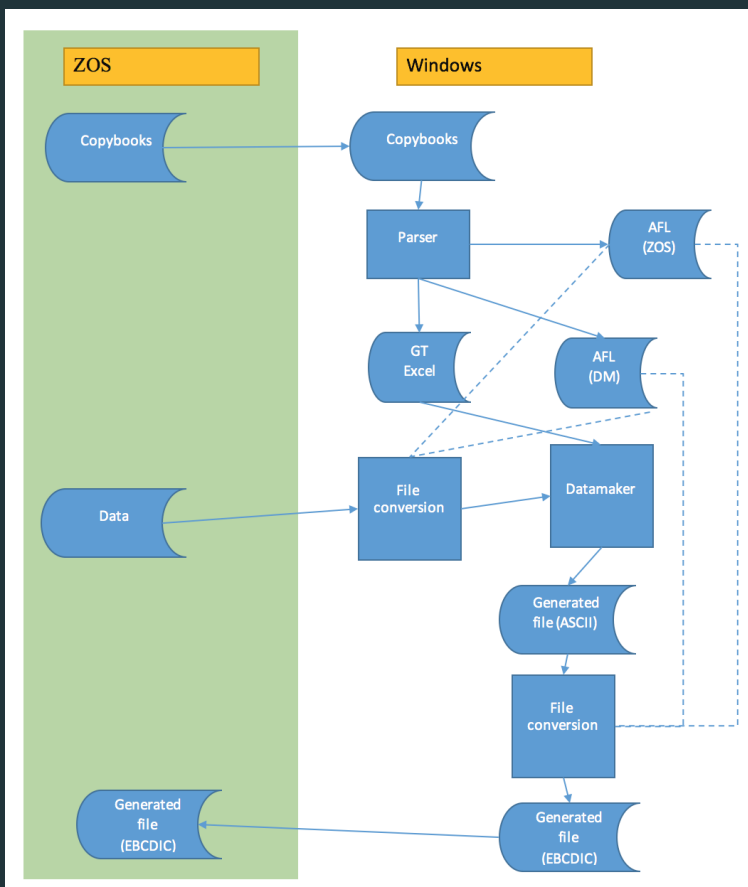 ZOS
Windows
Copybooks
Copybooks
Parser
AFL
(ZOS)
GT
Excel
AFL
(DM)
Data
File
conversion
Datamaker
Generated
file (ASCII)
File
conversion
Generated
file
(EBCDIC)
Generated
file
(EBCDIC)